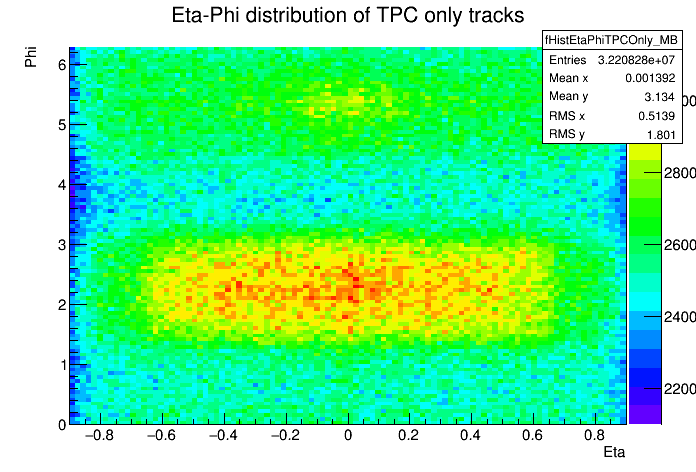 Eta-Phi distribution of TPC only tracks
fHistEtaPhiTPCOnly_MB
Entries 3.220828e+07
Mean x 0.001392
Mean y 3.134
RMS x 0.5139
RMS y 1.801
Phi
6
5
4
3
2
1
0
−0.8 −0.6 −0.4 −0.2 0 0.2 0.4 0.6 0.8
Eta
2800
2600
2400
2200